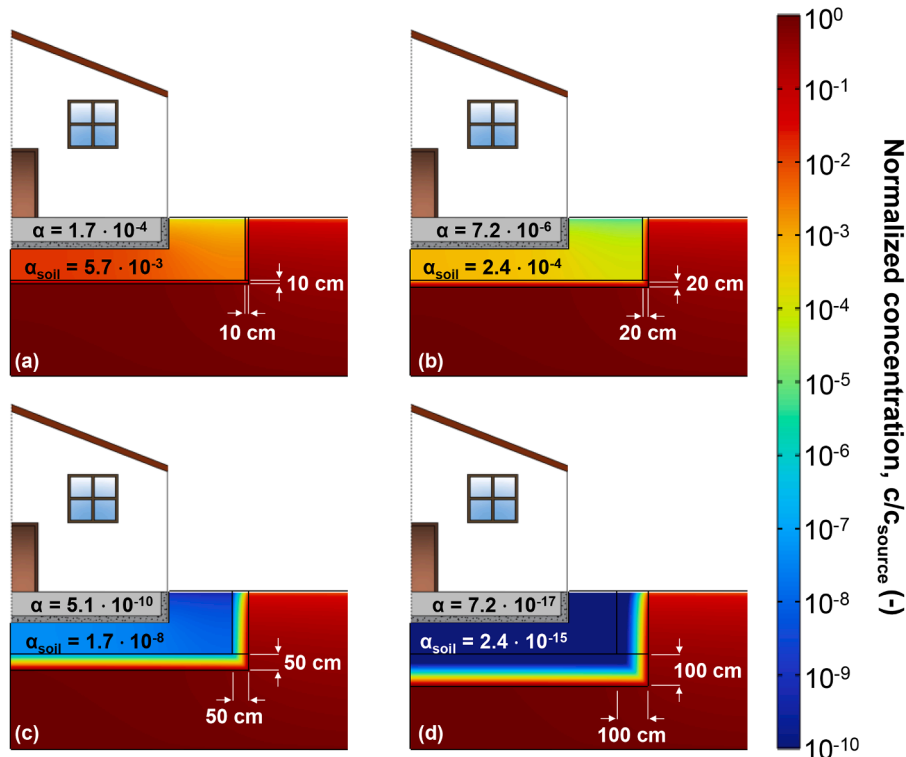 α = 1.7 · 10⁻⁴
α_soil = 5.7 · 10⁻³
10 cm
10 cm
(a)
α = 7.2 · 10⁻⁶
α_soil = 2.4 · 10⁻⁴
20 cm
20 cm
(b)
α = 5.1 · 10⁻¹⁰
α_soil = 1.7 · 10⁻⁸
50 cm
50 cm
(c)
α = 7.2 · 10⁻¹⁷
α_soil = 2.4 · 10⁻¹⁵
100 cm
100 cm
(d)
10⁰
10⁻¹
10⁻²
10⁻³
10⁻⁴
10⁻⁵
10⁻⁶
10⁻⁷
10⁻⁸
10⁻⁹
10⁻¹⁰
Normalized concentration, c/c_source (-)